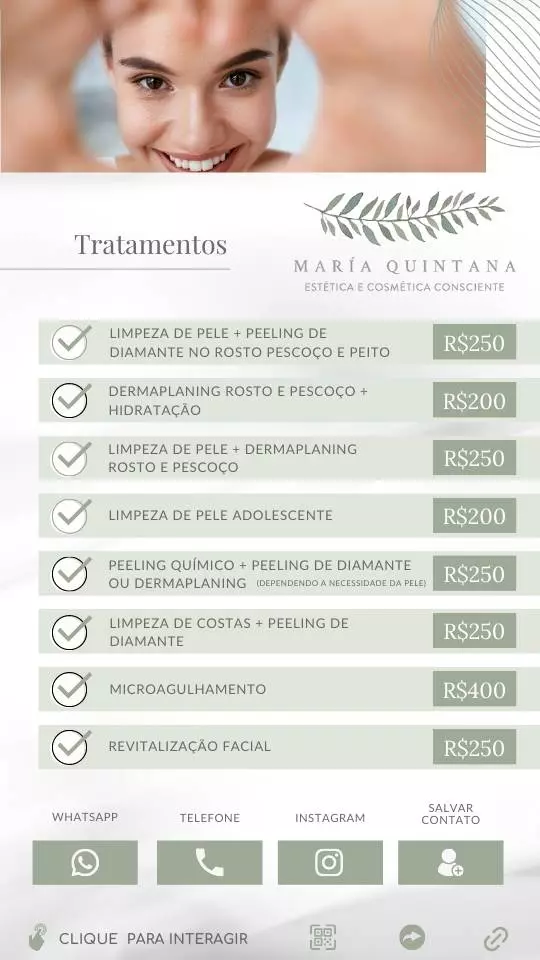 Tratamentos
MARÍA QUINTANA
ESTÉTICA E COSMÉTICA CONSCIENTE
LIMPEZA DE PELE + PEELING DE
DIAMANTE NO ROSTO PESCOÇO E PEITO
R$250
DERMAPLANING ROSTO E PESCOÇO +
HIDRATAÇÃO
R$200
LIMPEZA DE PELE + DERMAPLANING
ROSTO E PESCOÇO
R$250
LIMPEZA DE PELE ADOLESCENTE
R$200
PEELING QUÍMICO + PEELING DE DIAMANTE
OU DERMAPLANING (DEPENDENDO A NECESSIDADE DA PELE)
R$250
LIMPEZA DE COSTAS + PEELING DE
DIAMANTE
R$250
MICROAGULHAMENTO
R$400
REVITALIZAÇÃO FACIAL
R$250
WHATSAPP
TELEFONE
INSTAGRAM
SALVAR
CONTATO
CLIQUE PARA INTERAGIR